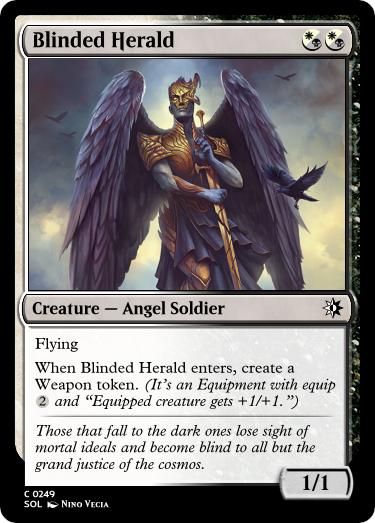 Blinded Herald
Creature — Angel Soldier
Flying
When Blinded Herald enters, create a
Weapon token. (It's an Equipment with equip
2 and “Equipped creature gets +1/+1.”)
Those that fall to the dark ones lose sight of
mortal ideals and become blind to all but the
grand justice of the cosmos.
1/1
C 0249
SOL Nino Vecia